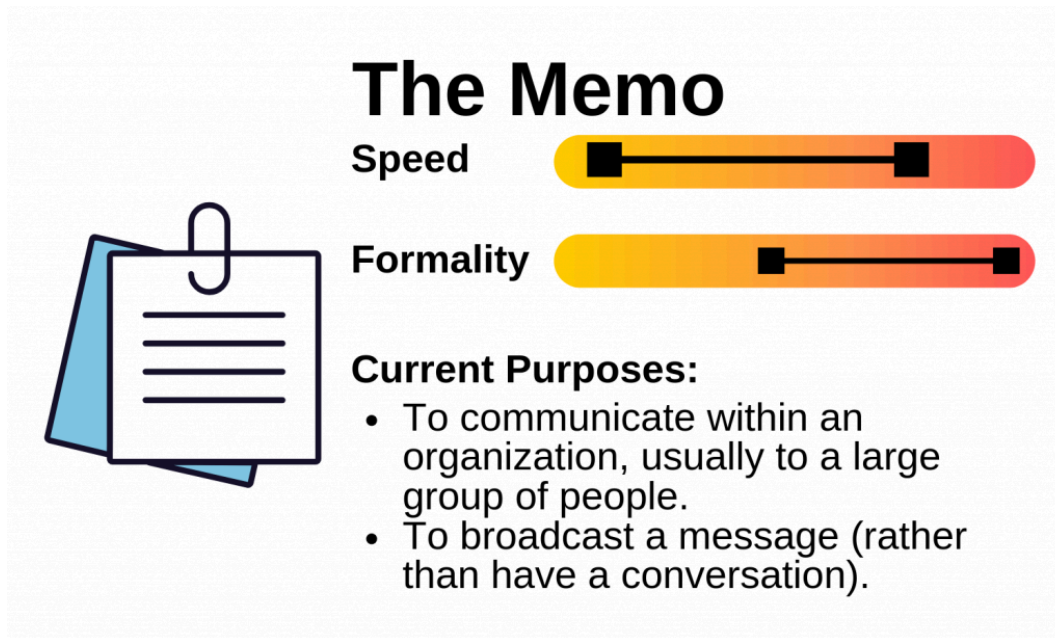 The Memo
Speed
Formality
Current Purposes:
• To communicate within an
organization, usually to a large
group of people.
• To broadcast a message (rather
than have a conversation).